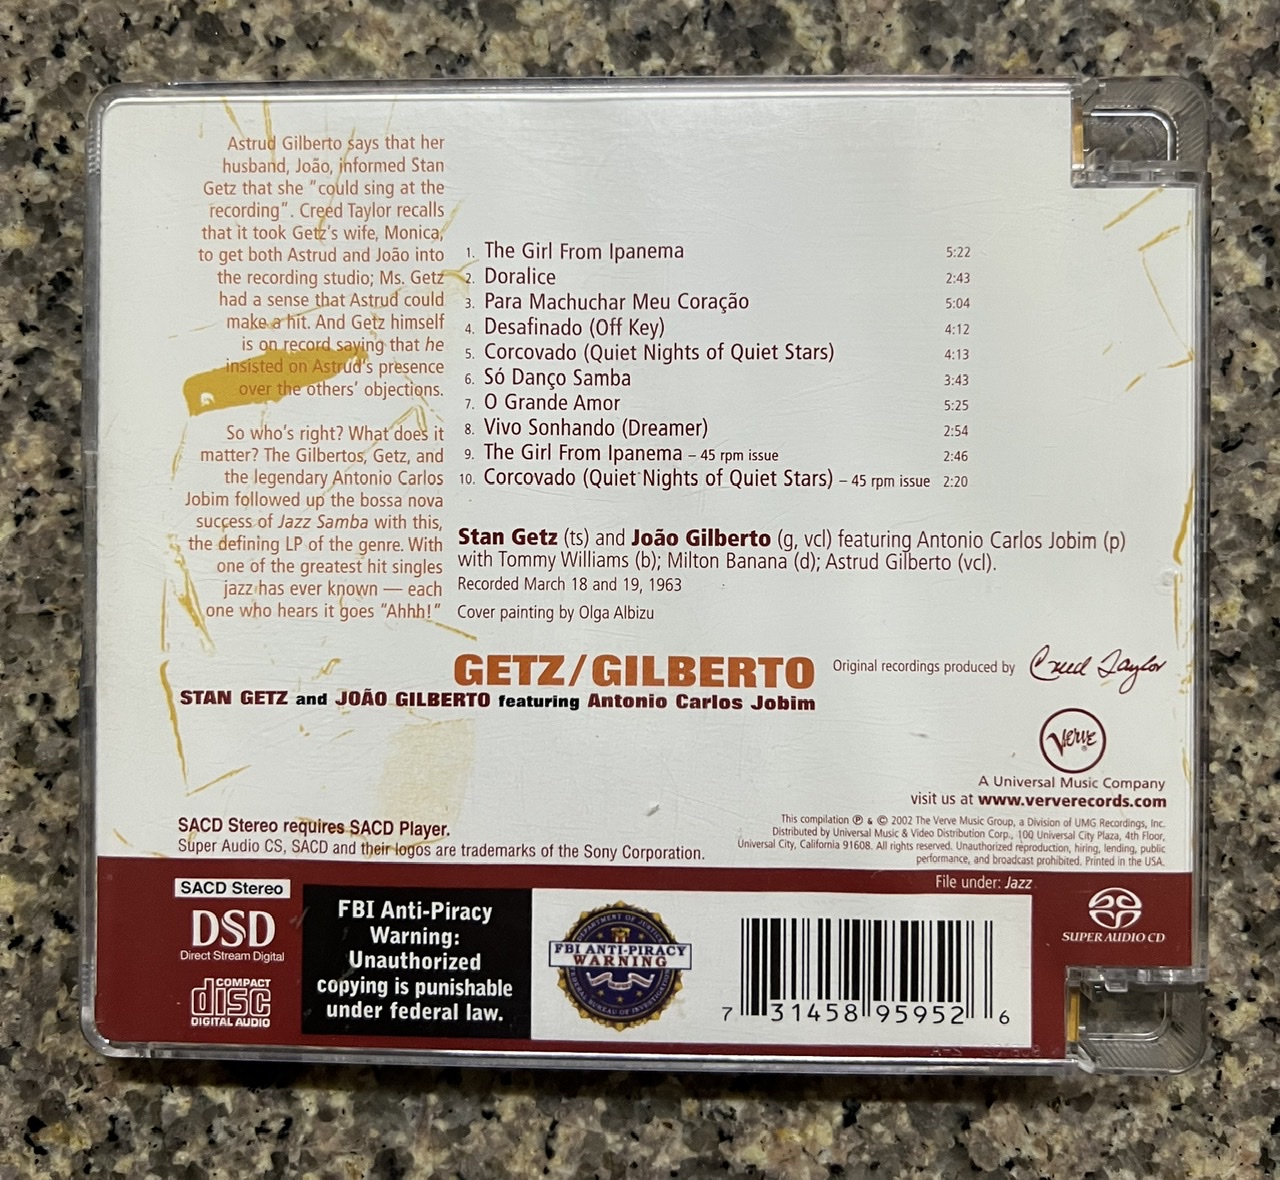 Astrud Gilberto says that her
husband, João, informed Stan
Getz that she "could sing at the
recording". Creed Taylor recalls
that it took Getz's wife, Monica,
to get both Astrud and João into
the recording studio; Ms. Getz
had a sense that Astrud could
make a hit. And Getz himself
is on record saying that he
insisted on Astrud's presence
over the others' objections.
So who's right? What does it
matter? The Gilbertos, Getz, and
the legendary Antonio Carlos
Jobim followed up the bossa nova
success of Jazz Samba with this,
the defining LP of the genre. With
one of the greatest hit singles
jazz has ever known — each
one who hears it goes "Ahhh!"
1. The Girl From Ipanema 5:22
2. Doralice 2:43
3. Para Machuchar Meu Coração 5:04
4. Desafinado (Off Key) 4:12
5. Corcovado (Quiet Nights of Quiet Stars) 4:13
6. Só Danço Samba 3:43
7. O Grande Amor 5:25
8. Vivo Sonhando (Dreamer) 2:54
9. The Girl From Ipanema – 45 rpm issue 2:46
10. Corcovado (Quiet Nights of Quiet Stars) – 45 rpm issue 2:20
Stan Getz (ts) and João Gilberto (g, vcl) featuring Antonio Carlos Jobim (p)
with Tommy Williams (b); Milton Banana (d); Astrud Gilberto (vcl).
Recorded March 18 and 19, 1963
Cover painting by Olga Albizu
GETZ/GILBERTO
STAN GETZ and JOÃO GILBERTO featuring Antonio Carlos Jobim
Original recordings produced by Creed Taylor
Verve
A Universal Music Company
visit us at www.ververecords.com
This compilation ℗ & © 2002 The Verve Music Group, a Division of UMG Recordings, Inc.
Distributed by Universal Music & Video Distribution Corp., 100 Universal City Plaza, 4th Floor,
Universal City, California 91608. All rights reserved. Unauthorized reproduction, hiring, lending, public
performance, and broadcast prohibited. Printed in the USA.
SACD Stereo requires SACD Player.
Super Audio CS, SACD and their logos are trademarks of the Sony Corporation.
File under: Jazz
SACD Stereo
DSD
Direct Stream Digital
COMPACT
disc
DIGITAL AUDIO
FBI Anti-Piracy
Warning:
Unauthorized
copying is punishable
under federal law.
DEPARTMENT OF JUSTICE
FBI ANTI-PIRACY
WARNING
FEDERAL BUREAU OF INVESTIGATION
7 31458 95952 6
SUPER AUDIO CD